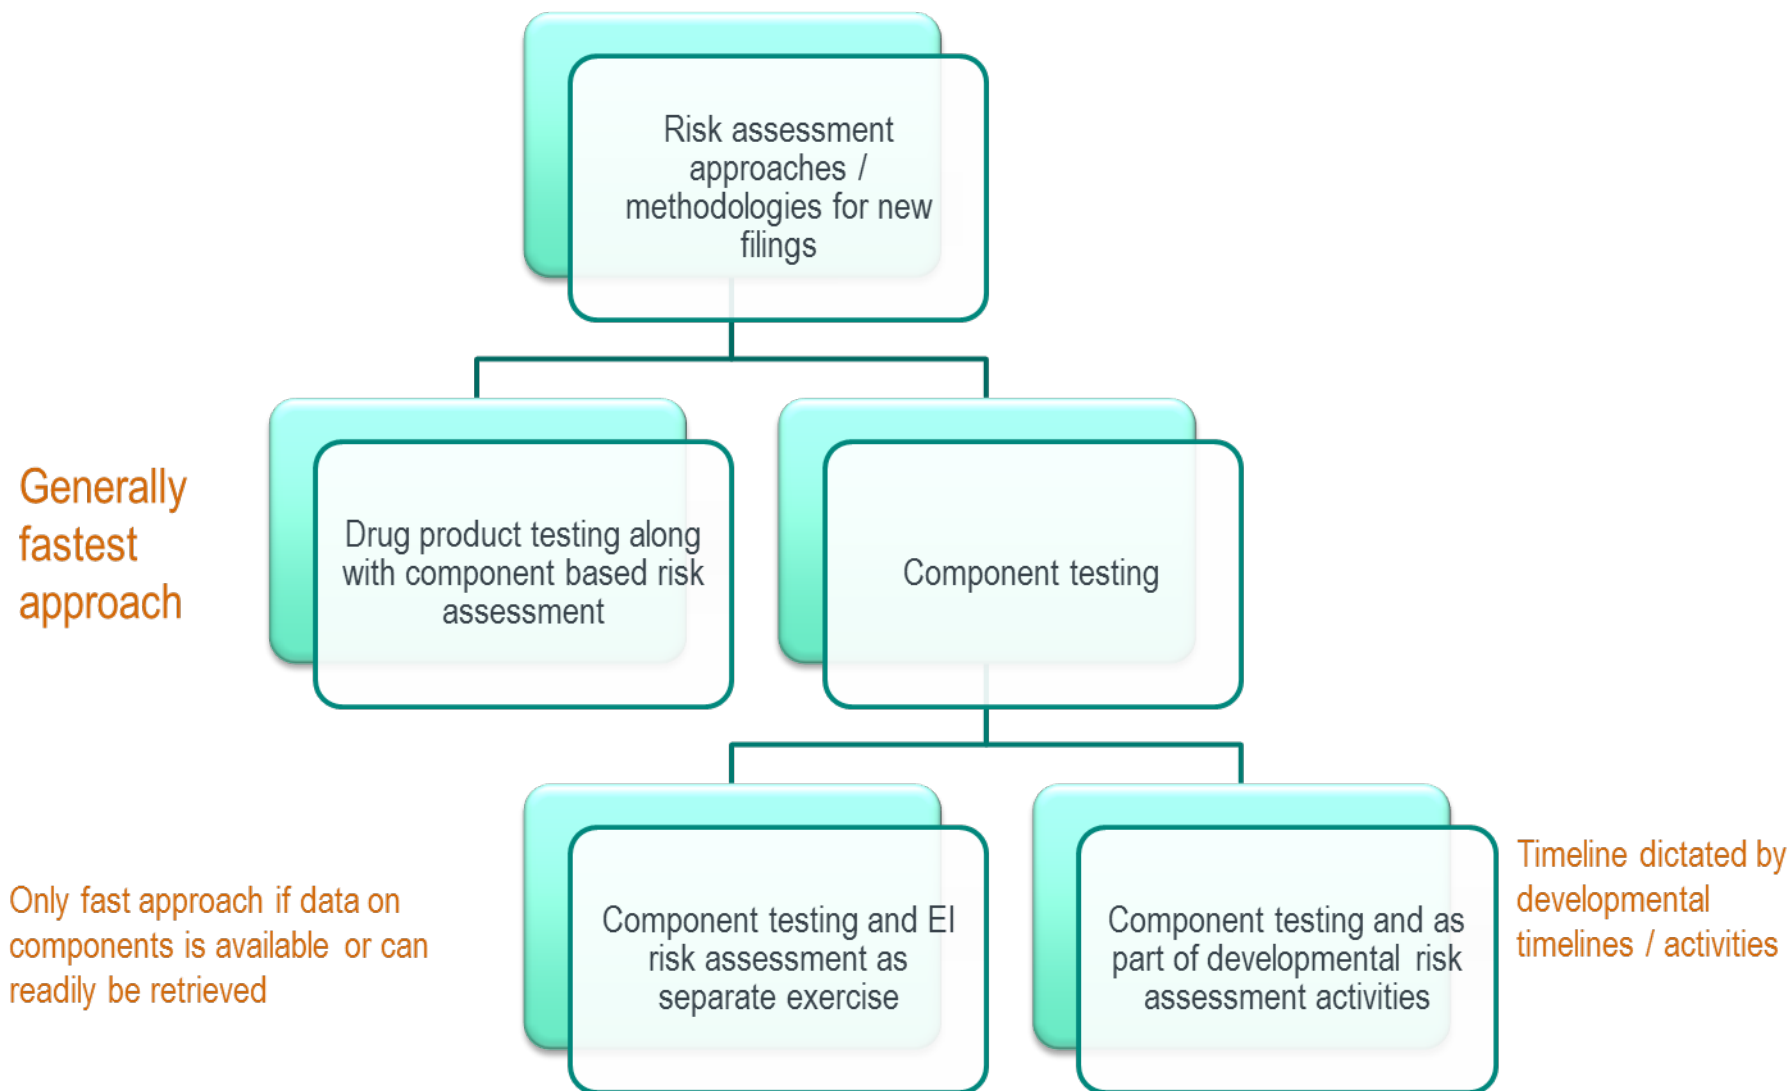 Risk assessment
approaches /
methodologies for new
filings
Generally
fastest
approach
Drug product testing along
with component based risk
assessment
Component testing
Only fast approach if data on
components is available or can
readily be retrieved
Component testing and EI
risk assessment as
separate exercise
Component testing and as
part of developmental risk
assessment activities
Timeline dictated by
developmental
timelines / activities